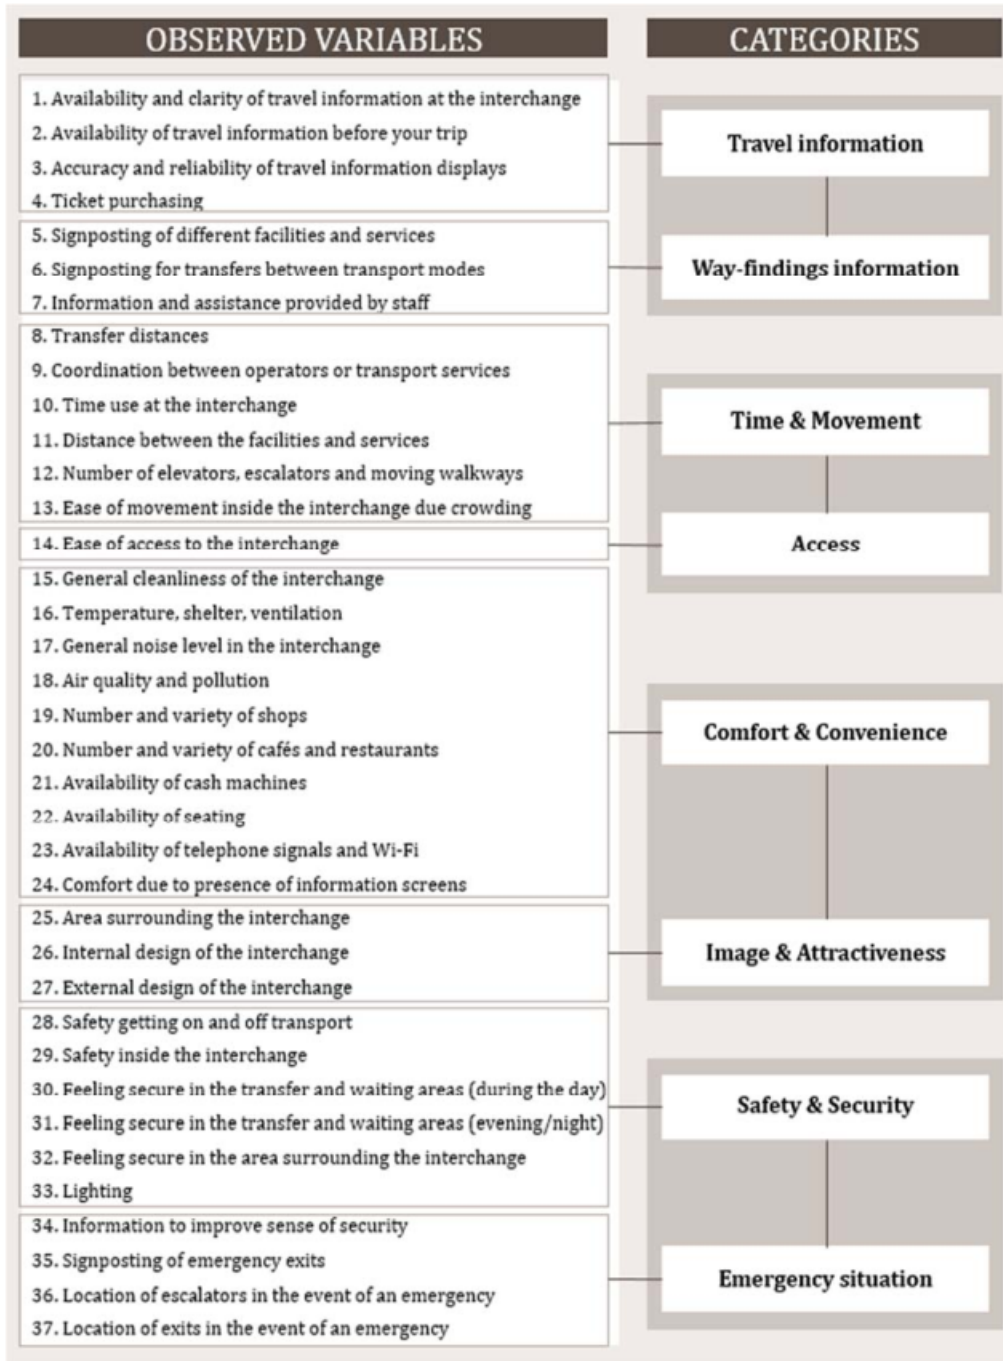 OBSERVED VARIABLES
CATEGORIES
1. Availability and clarity of travel information at the interchange
2. Availability of travel information before your trip
3. Accuracy and reliability of travel information displays
4. Ticket purchasing
Travel information
5. Signposting of different facilities and services
6. Signposting for transfers between transport modes
7. Information and assistance provided by staff
Way-findings information
8. Transfer distances
9. Coordination between operators or transport services
10. Time use at the interchange
11. Distance between the facilities and services
12. Number of elevators, escalators and moving walkways
13. Ease of movement inside the interchange due crowding
Time & Movement
14. Ease of access to the interchange
Access
15. General cleanliness of the interchange
16. Temperature, shelter, ventilation
17. General noise level in the interchange
18. Air quality and pollution
19. Number and variety of shops
20. Number and variety of cafés and restaurants
21. Availability of cash machines
22. Availability of seating
23. Availability of telephone signals and Wi-Fi
24. Comfort due to presence of information screens
Comfort & Convenience
25. Area surrounding the interchange
26. Internal design of the interchange
27. External design of the interchange
Image & Attractiveness
28. Safety getting on and off transport
29. Safety inside the interchange
30. Feeling secure in the transfer and waiting areas (during the day)
31. Feeling secure in the transfer and waiting areas (evening/night)
32. Feeling secure in the area surrounding the interchange
33. Lighting
Safety & Security
34. Information to improve sense of security
35. Signposting of emergency exits
36. Location of escalators in the event of an emergency
37. Location of exits in the event of an emergency
Emergency situation